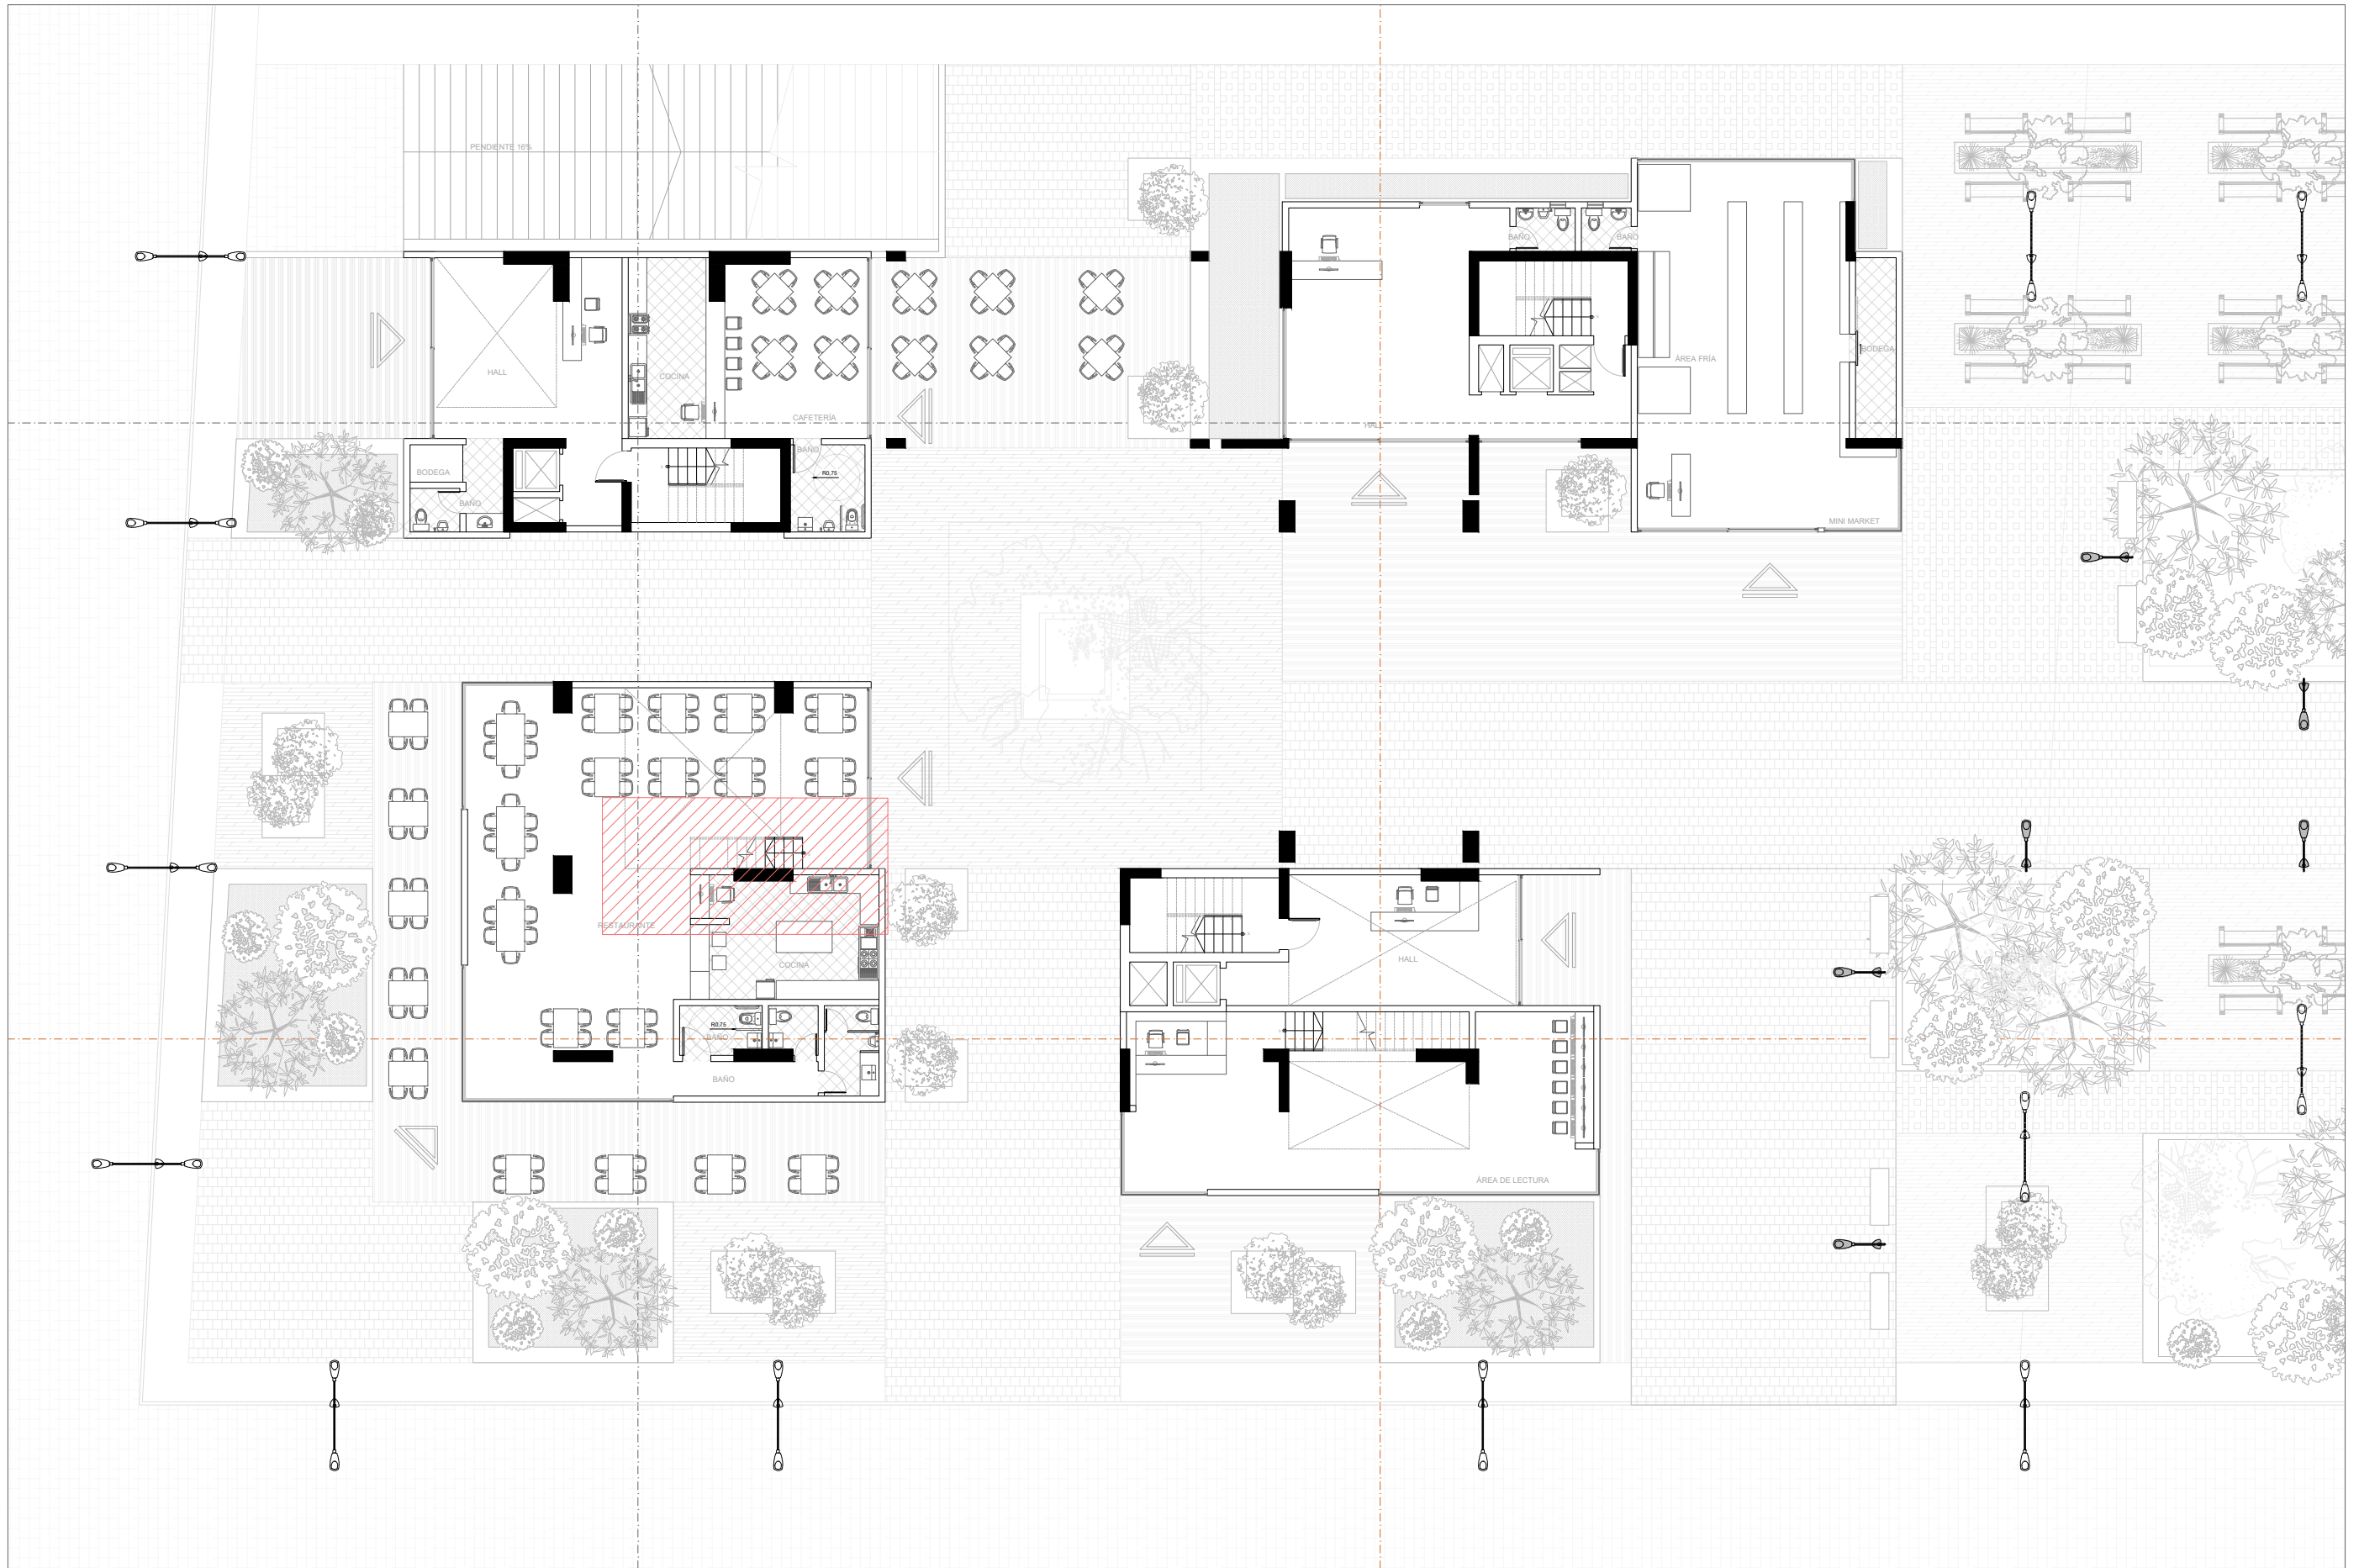 PENDIENTE 16%
BAÑO
BAÑO
ÁREA FRÍA
BODEGA
HALL
COCINA
CAFETERÍA
HALL
BAÑO
R0,75
BODEGA
BAÑO
MINI MARKET
RESTAURANTE
COCINA
HALL
R0,75
BAÑO
BAÑO
ÁREA DE LECTURA